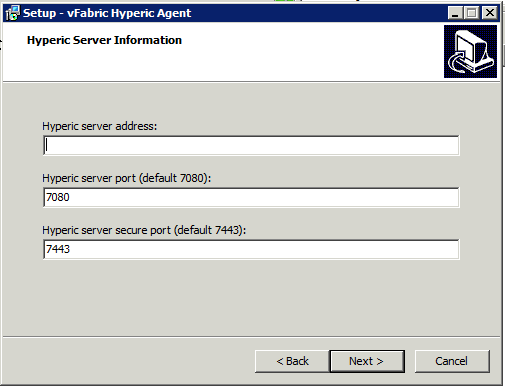 Setup - vFabric Hyperic Agent
Hyperic Server Information
Hyperic server address:
Hyperic server port (default 7080):
7080
Hyperic server secure port (default 7443):
7443
< Back
Next >
Cancel